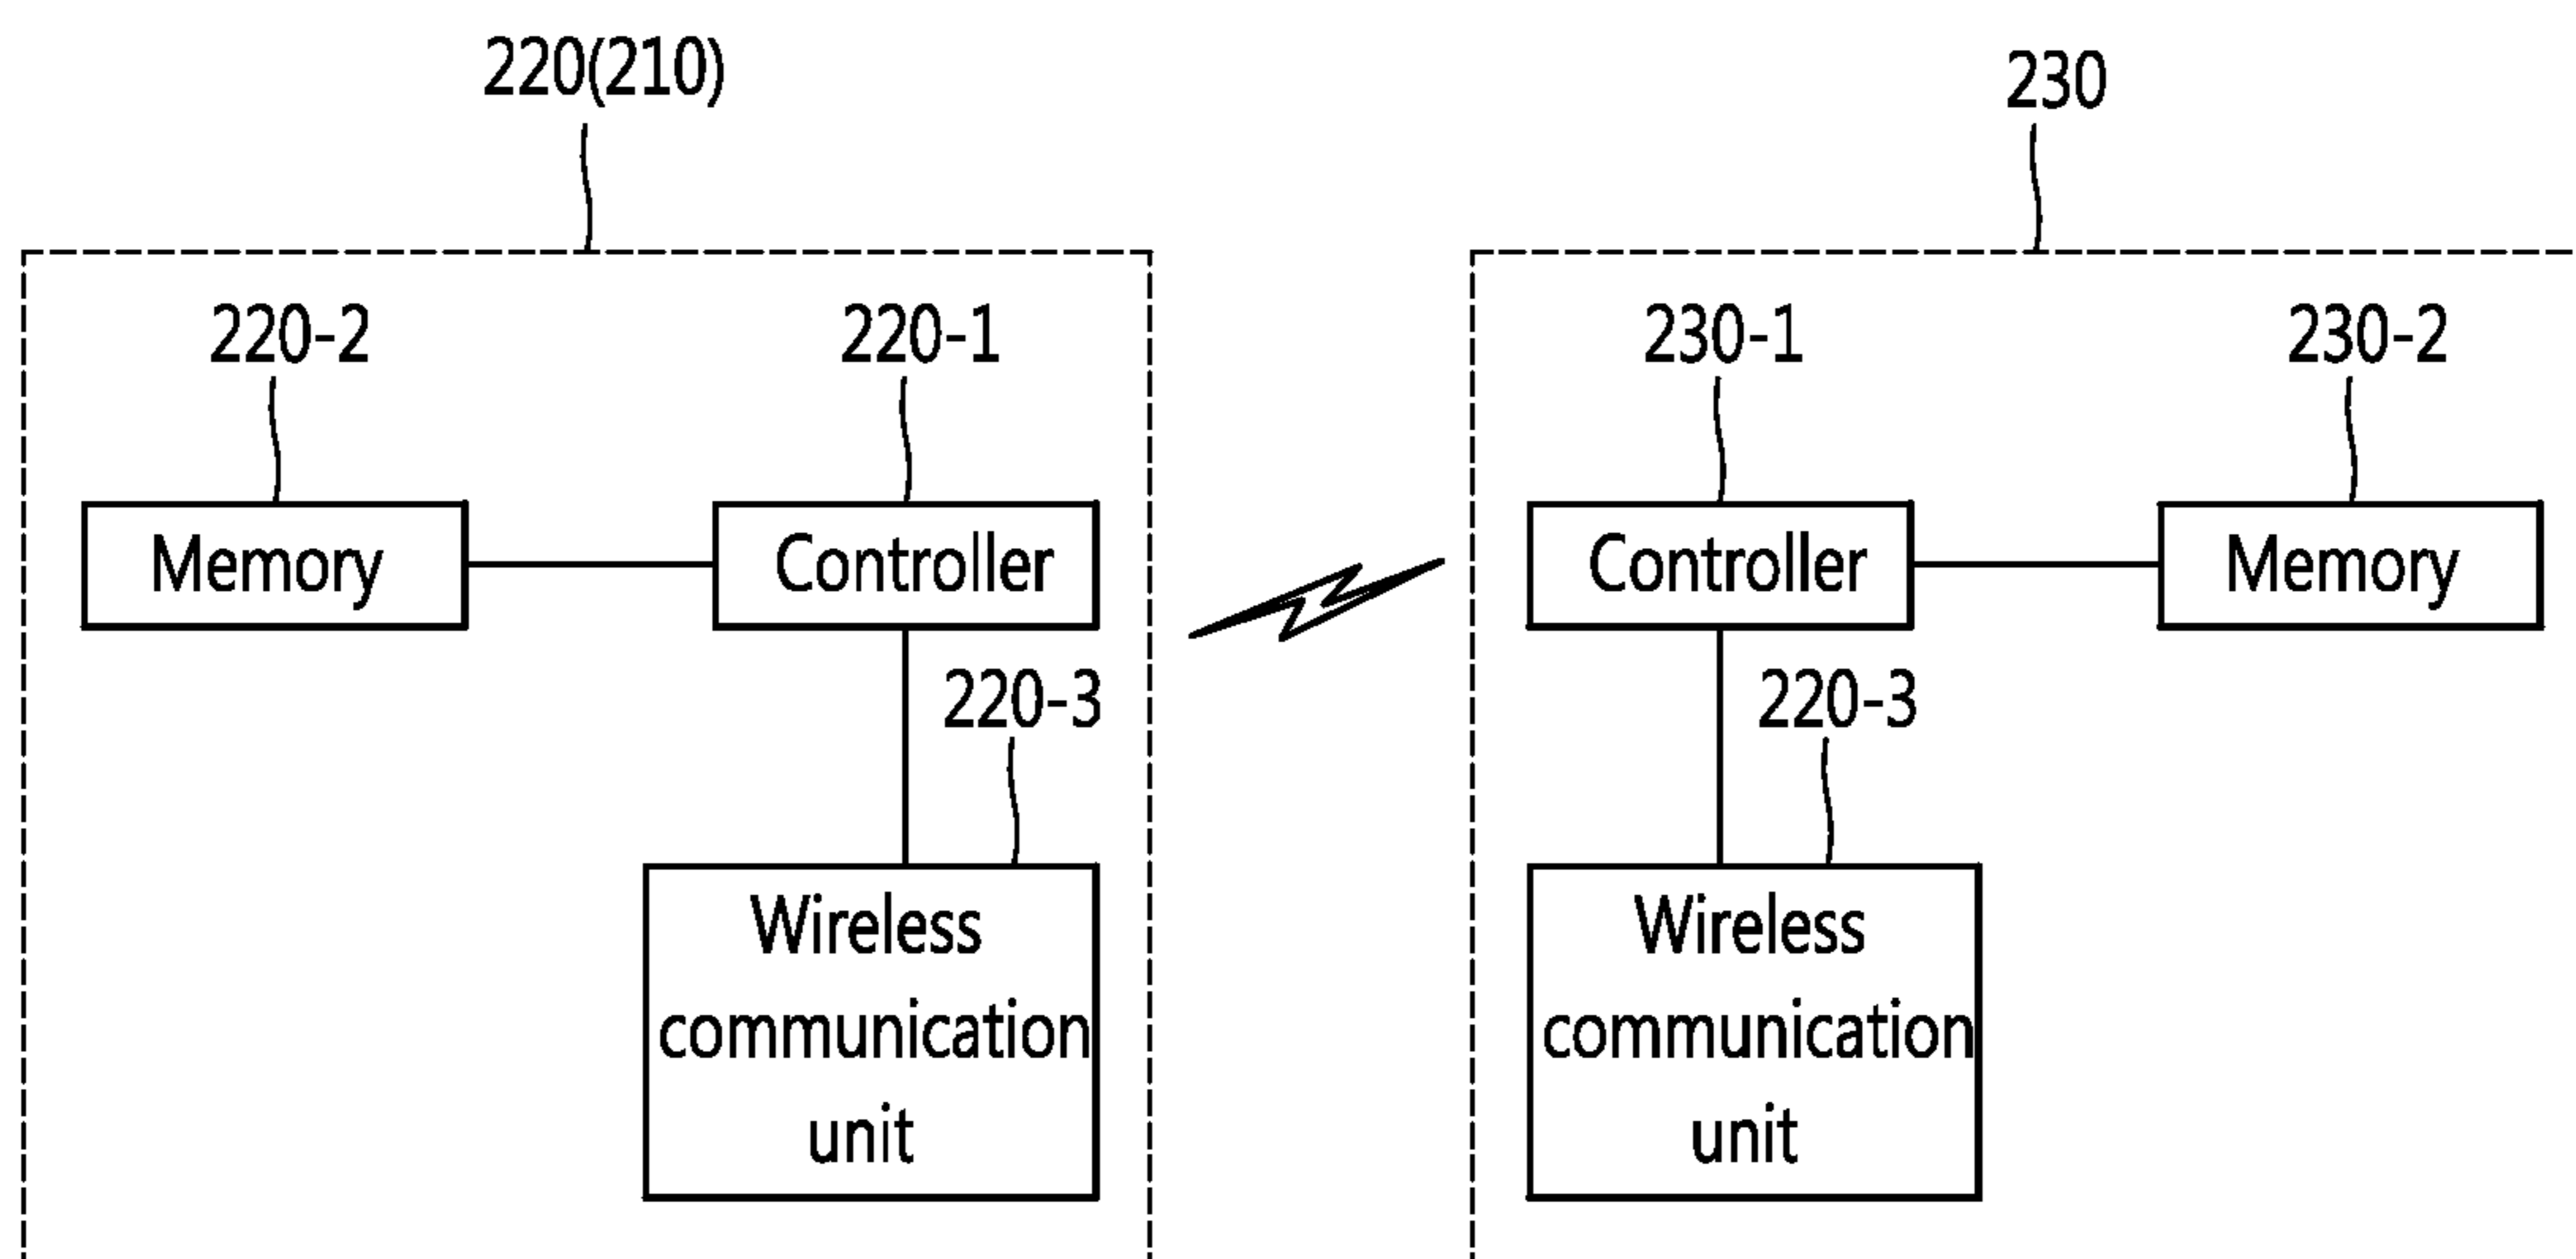 220(210)
230
220-2
220-1
230-1
230-2
Memory
Controller
Controller
Memory
220-3
220-3
Wireless
communication
unit
Wireless
communication
unit